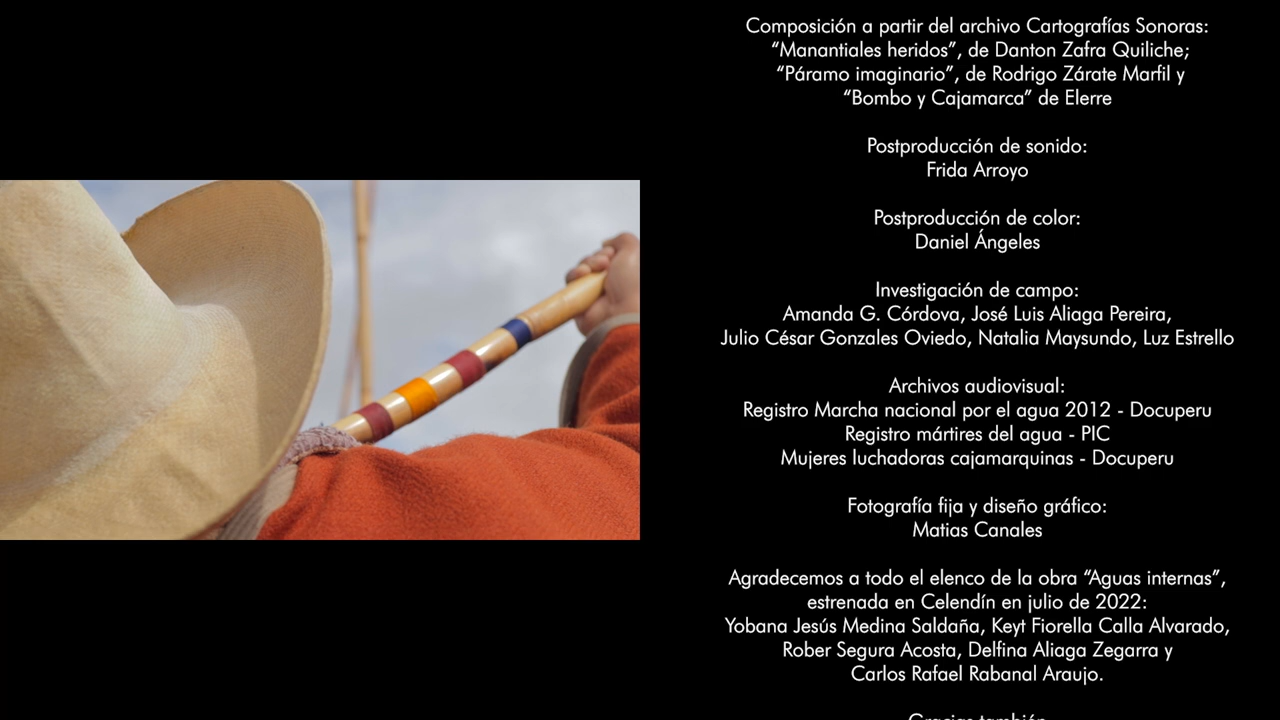 Composición a partir del archivo Cartografías Sonoras:
“Manantiales heridos”, de Danton Zafra Quiliche;
“Páramo imaginario”, de Rodrigo Zárate Marfil y
“Bombo y Cajamarca” de Elerre
Postproducción de sonido:
Frida Arroyo
Postproducción de color:
Daniel Ángeles
Investigación de campo:
Amanda G. Córdova, José Luis Aliaga Pereira,
Julio César Gonzales Oviedo, Natalia Maysundo, Luz Estrello
Archivos audiovisual:
Registro Marcha nacional por el agua 2012 - Docuperu
Registro mártires del agua - PIC
Mujeres luchadoras cajamarquinas - Docuperu
Fotografía fija y diseño gráfico:
Matias Canales
Agradecemos a todo el elenco de la obra “Aguas internas”,
estrenada en Celendín en julio de 2022:
Yobana Jesús Medina Saldaña, Keyt Fiorella Calla Alvarado,
Rober Segura Acosta, Delfina Aliaga Zegarra y
Carlos Rafael Rabanal Araujo.
Gracias también